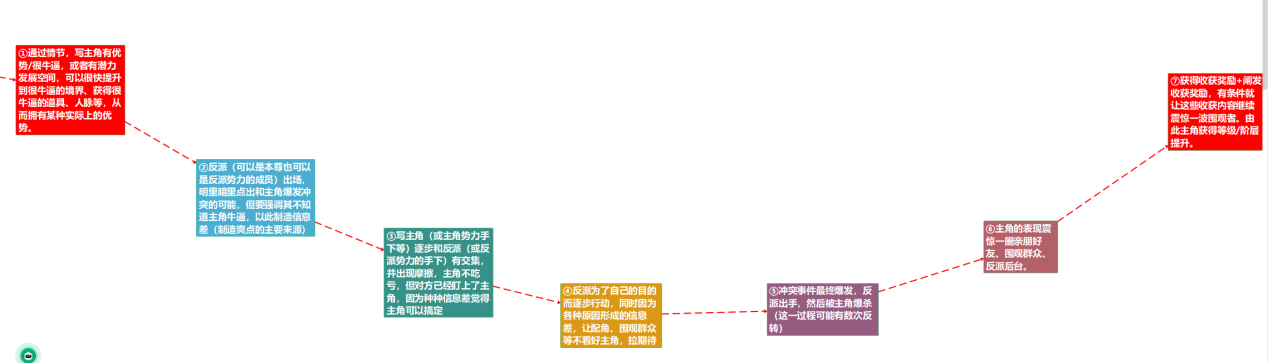 ①通过情节，写主角有优
势/很牛逼，或者有潜力
发展空间，可以很快提升
到很牛逼的境界、获得很
牛逼的道具、人脉等，从
而拥有某种实际上的优
势。
②反派（可以是本尊也可以
是反派势力的成员）出场，
明里暗里点出和主角爆发冲
突的可能，但要强调其不知
道主角牛逼，以此制造信息
差（制造爽点的主要来源）
③写主角（或主角势力手
下等）逐步和反派（或反
派势力的手下）有交集，
并出现摩擦，主角不吃
亏，但对方已经盯上了主
角，因为种种信息差觉得
主角可以搞定
④反派为了自己的目的
而逐步行动，同时因为
各种原因形成的信息
差，让配角、围观群众
等不看好主角，拉期待
⑤冲突事件最终爆发，反
派出手，然后被主角爆杀
（这一过程可能有数次反
转）
⑥主角的表现震
惊一圈亲朋好
友、围观群众、
反派后台。
⑦获得收获奖励+阐发
收获奖励，有条件就
让这些收获内容继续
震惊一波围观者。由
此主角获得等级/阶层
提升。